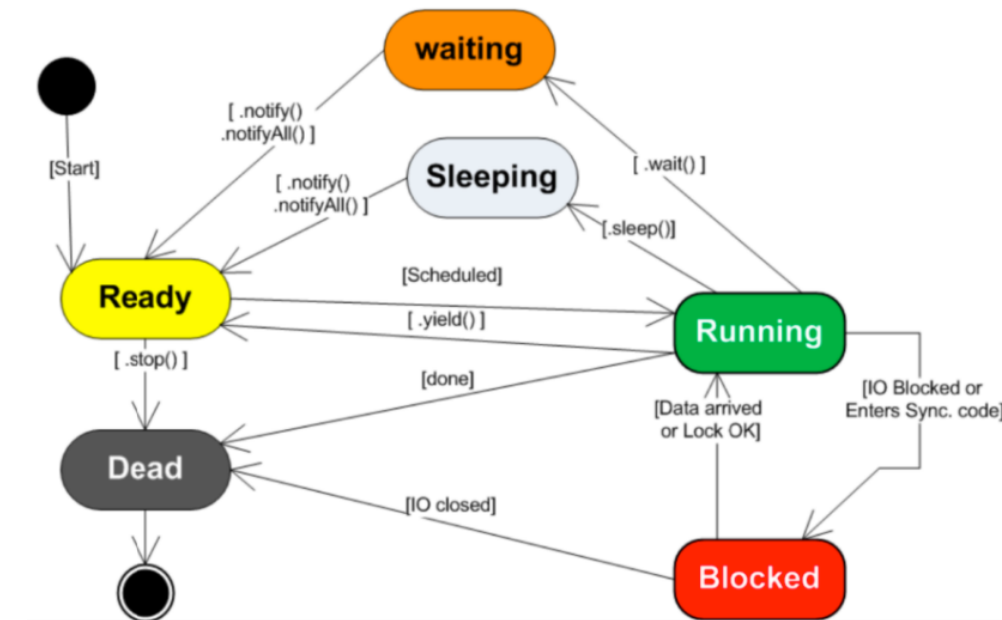 waiting
[ .notify()
.notifyAll() ]
[Start]
[ .wait() ]
Sleeping
[ .notify()
.notifyAll() ]
[.sleep()]
[Scheduled]
Ready
[ .yield() ]
Running
[ .stop() ]
[done]
[IO Blocked or
Enters Sync. code]
[Data arrived
or Lock OK]
Dead
[IO closed]
Blocked